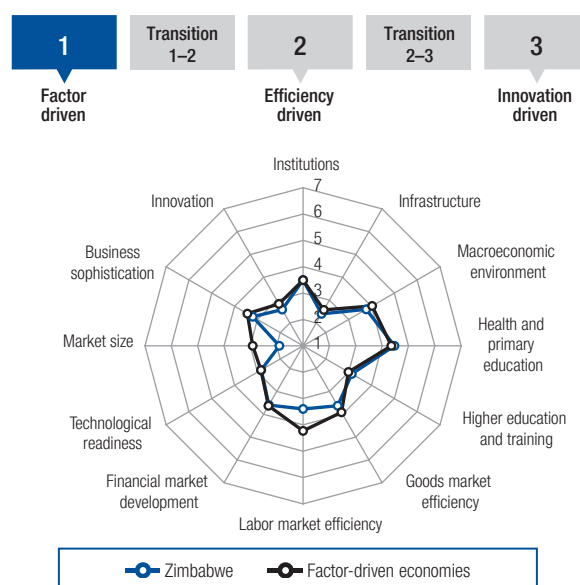 1
Transition
1–2
2
Transition
2–3
3
Factor
driven
Efficiency
driven
Innovation
driven
Institutions
7
Innovation
Infrastructure
6
5
Business
sophistication
Macroeconomic
environment
4
3
2
Market size
1
Health and
primary
education
Technological
readiness
Higher education
and training
Financial market
development
Goods market
efficiency
Labor market efficiency
Zimbabwe
Factor-driven economies